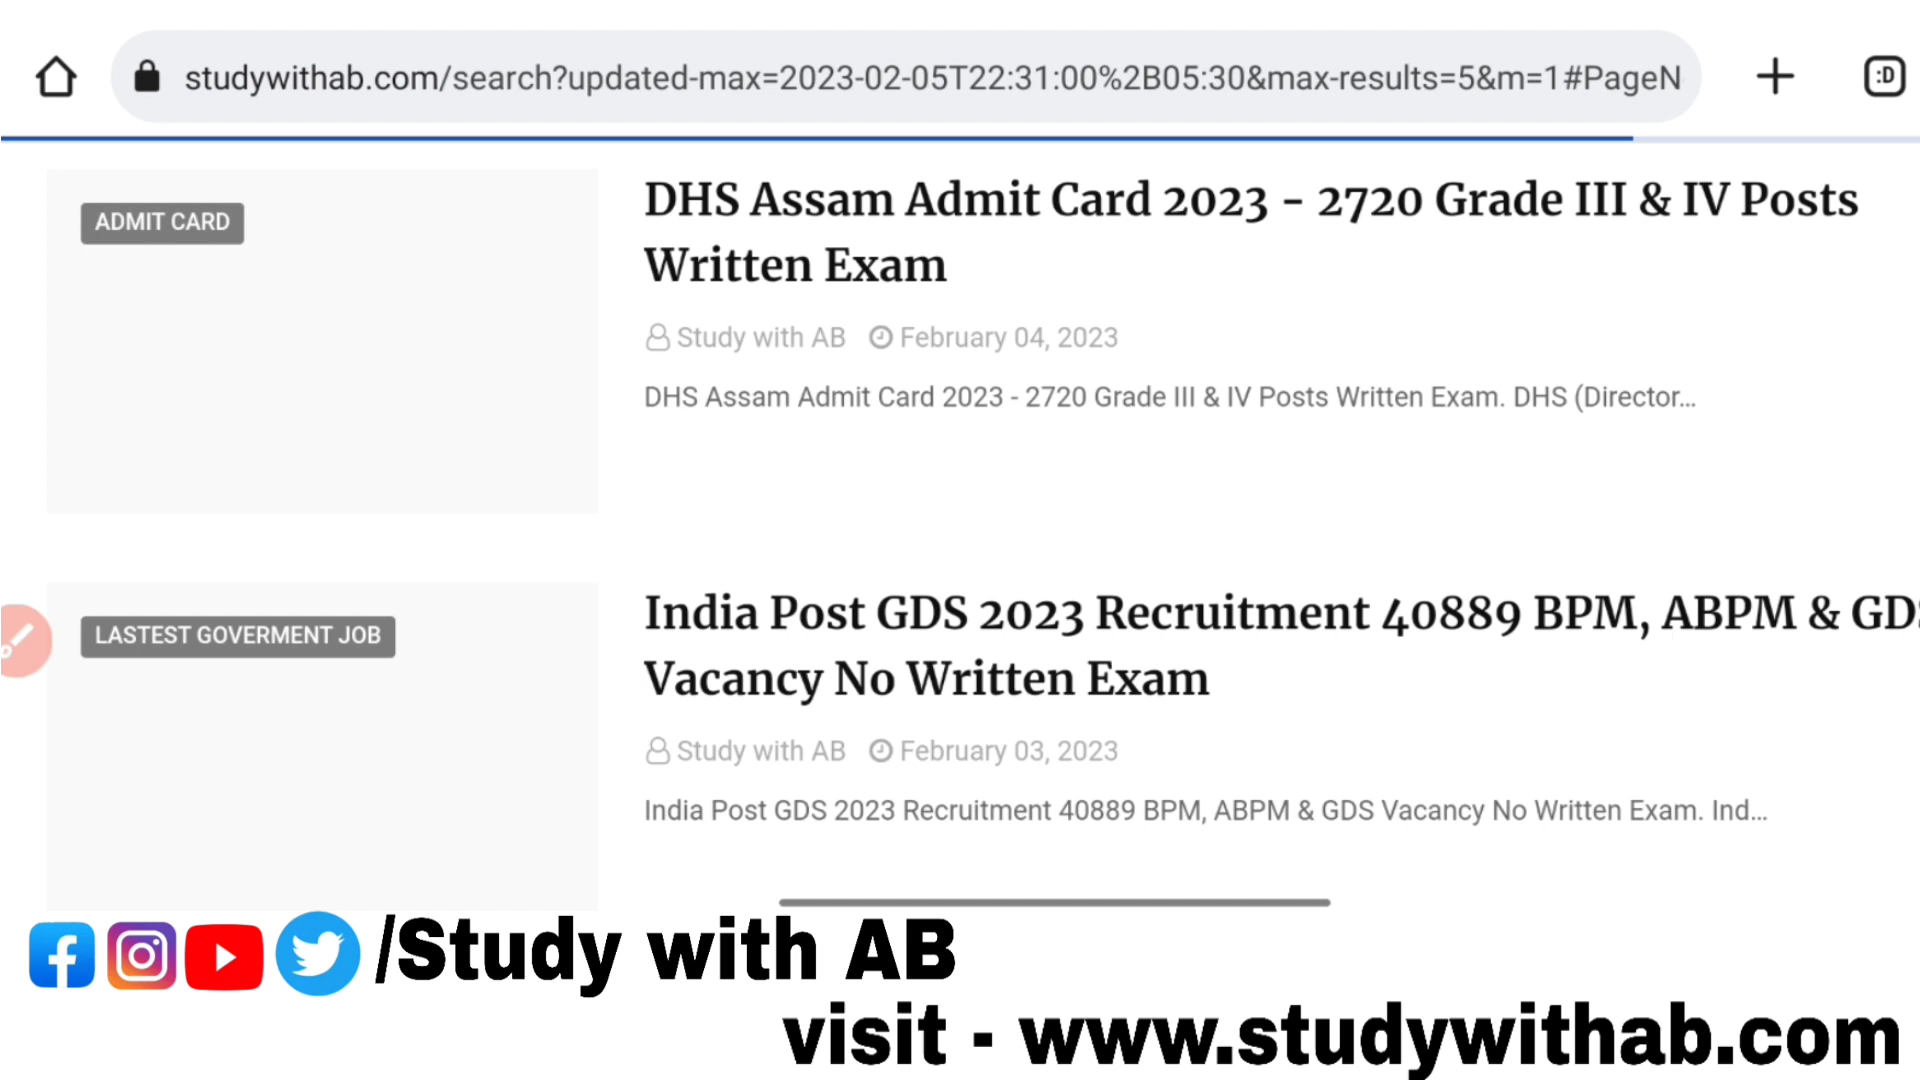 studywithab.com/search?updated-max=2023-02-05T22:31:00%2B05:30&max-results=5&m=1#PageN
:D
ADMIT CARD
DHS Assam Admit Card 2023 - 2720 Grade III & IV Posts
Written Exam
Study with AB February 04, 2023
DHS Assam Admit Card 2023 - 2720 Grade III & IV Posts Written Exam. DHS (Director...
LASTEST GOVERMENT JOB
India Post GDS 2023 Recruitment 40889 BPM, ABPM & GDS
Vacancy No Written Exam
Study with AB February 03, 2023
India Post GDS 2023 Recruitment 40889 BPM, ABPM & GDS Vacancy No Written Exam. Ind...
/Study with AB
visit - www.studywithab.com